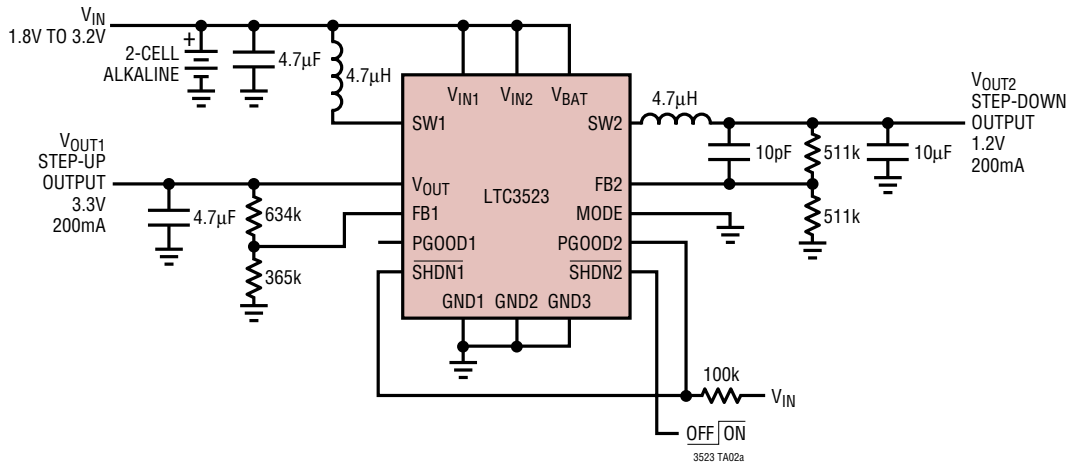 VIN
1.8V TO 3.2V
+
2-CELL
ALKALINE
4.7µF
4.7µH
VIN1 VIN2 VBAT
SW1
SW2
4.7µH
VOUT2
STEP-DOWN
OUTPUT
1.2V
200mA
10pF
511k
10µF
VOUT1
STEP-UP
OUTPUT
3.3V
200mA
4.7µF
634k
365k
VOUT
LTC3523
FB2
FB1
MODE
511k
PGOOD1
PGOOD2
SHDN1
SHDN2
GND1 GND2 GND3
100k
VIN
OFF ON
3523 TA02a